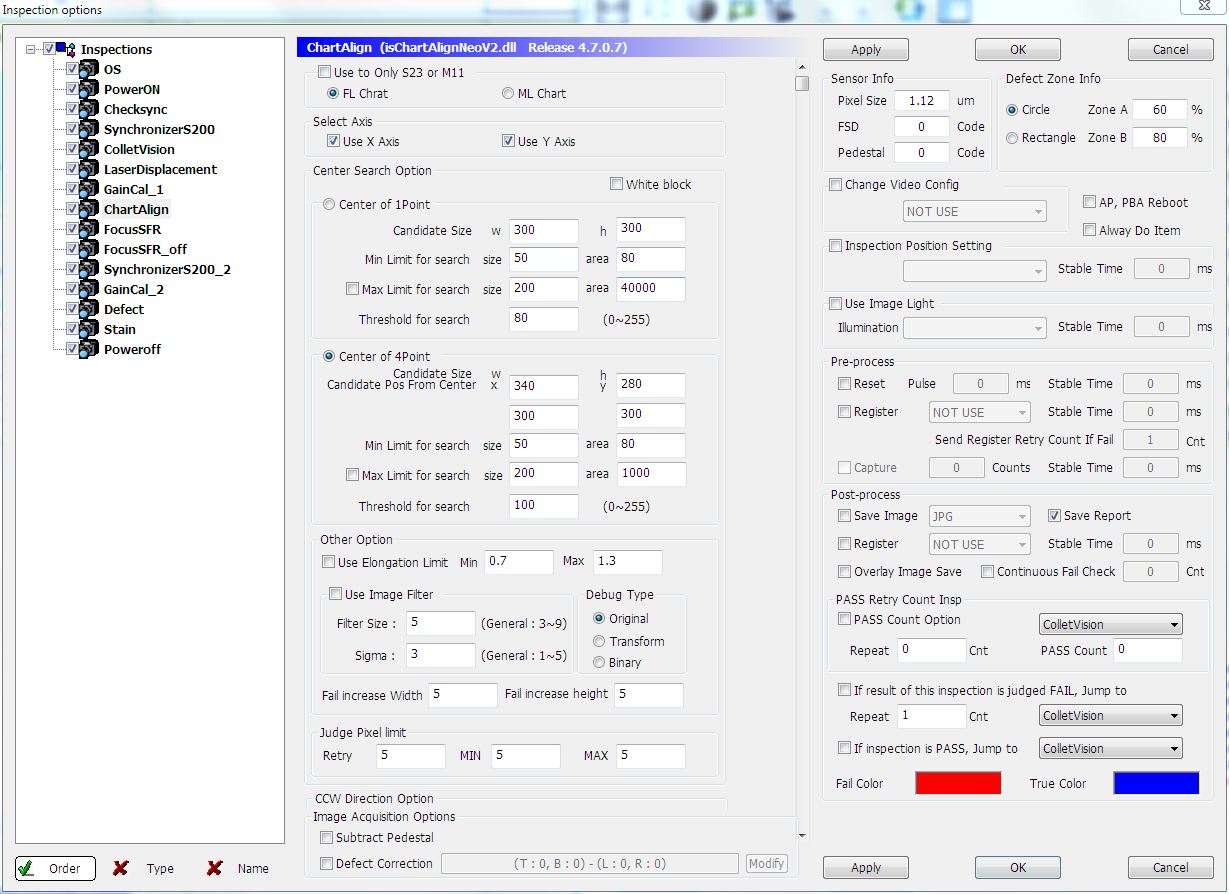 Inspection options
Inspections
OS
PowerON
Checksync
SynchronizerS200
ColletVision
LaserDisplacement
GainCal_1
ChartAlign
FocusSFR
FocusSFR_off
SynchronizerS200_2
GainCal_2
Defect
Stain
Poweroff
Order Type Name
ChartAlign (isChartAlignNeoV2.dll Release 4.7.0.7)
Use to Only S23 or M11
FL Chrat ML Chart
Select Axis
Use X Axis Use Y Axis
Center Search Option
White block
Center of 1Point
Candidate Size w 300 h 300
Min Limit for search size 50 area 80
Max Limit for search size 200 area 40000
Threshold for search 80 (0~255)
Center of 4Point
Candidate Size w h
Candidate Pos From Center x 340 y 280
300 300
Min Limit for search size 50 area 80
Max Limit for search size 200 area 1000
Threshold for search 100 (0~255)
Other Option
Use Elongation Limit Min 0.7 Max 1.3
Use Image Filter
Filter Size : 5 (General : 3~9)
Sigma : 3 (General : 1~5)
Debug Type
Original
Transform
Binary
Fail increase Width 5 Fail increase height 5
Judge Pixel limit
Retry 5 MIN 5 MAX 5
CCW Direction Option
Image Acquisition Options
Subtract Pedestal
Defect Correction (T : 0, B : 0) - (L : 0, R : 0) Modify
Apply OK Cancel
Sensor Info
Pixel Size 1.12 um
FSD 0 Code
Pedestal 0 Code
Defect Zone Info
Circle Zone A 60 %
Rectangle Zone B 80 %
Change Video Config
NOT USE
AP, PBA Reboot
Alway Do Item
Inspection Position Setting
Stable Time 0 ms
Use Image Light
Illumination Stable Time 0 ms
Pre-process
Reset Pulse 0 ms Stable Time 0 ms
Register NOT USE Stable Time 0 ms
Send Register Retry Count If Fail 1 Cnt
Capture 0 Counts Stable Time 0 ms
Post-process
Save Image JPG Save Report
Register NOT USE Stable Time 0 ms
Overlay Image Save Continuous Fail Check 0 Cnt
PASS Retry Count Insp
PASS Count Option ColletVision
Repeat 0 Cnt PASS Count 0
If result of this inspection is judged FAIL, Jump to
Repeat 1 Cnt ColletVision
If inspection is PASS, Jump to ColletVision
Fail Color True Color
Apply OK Cancel